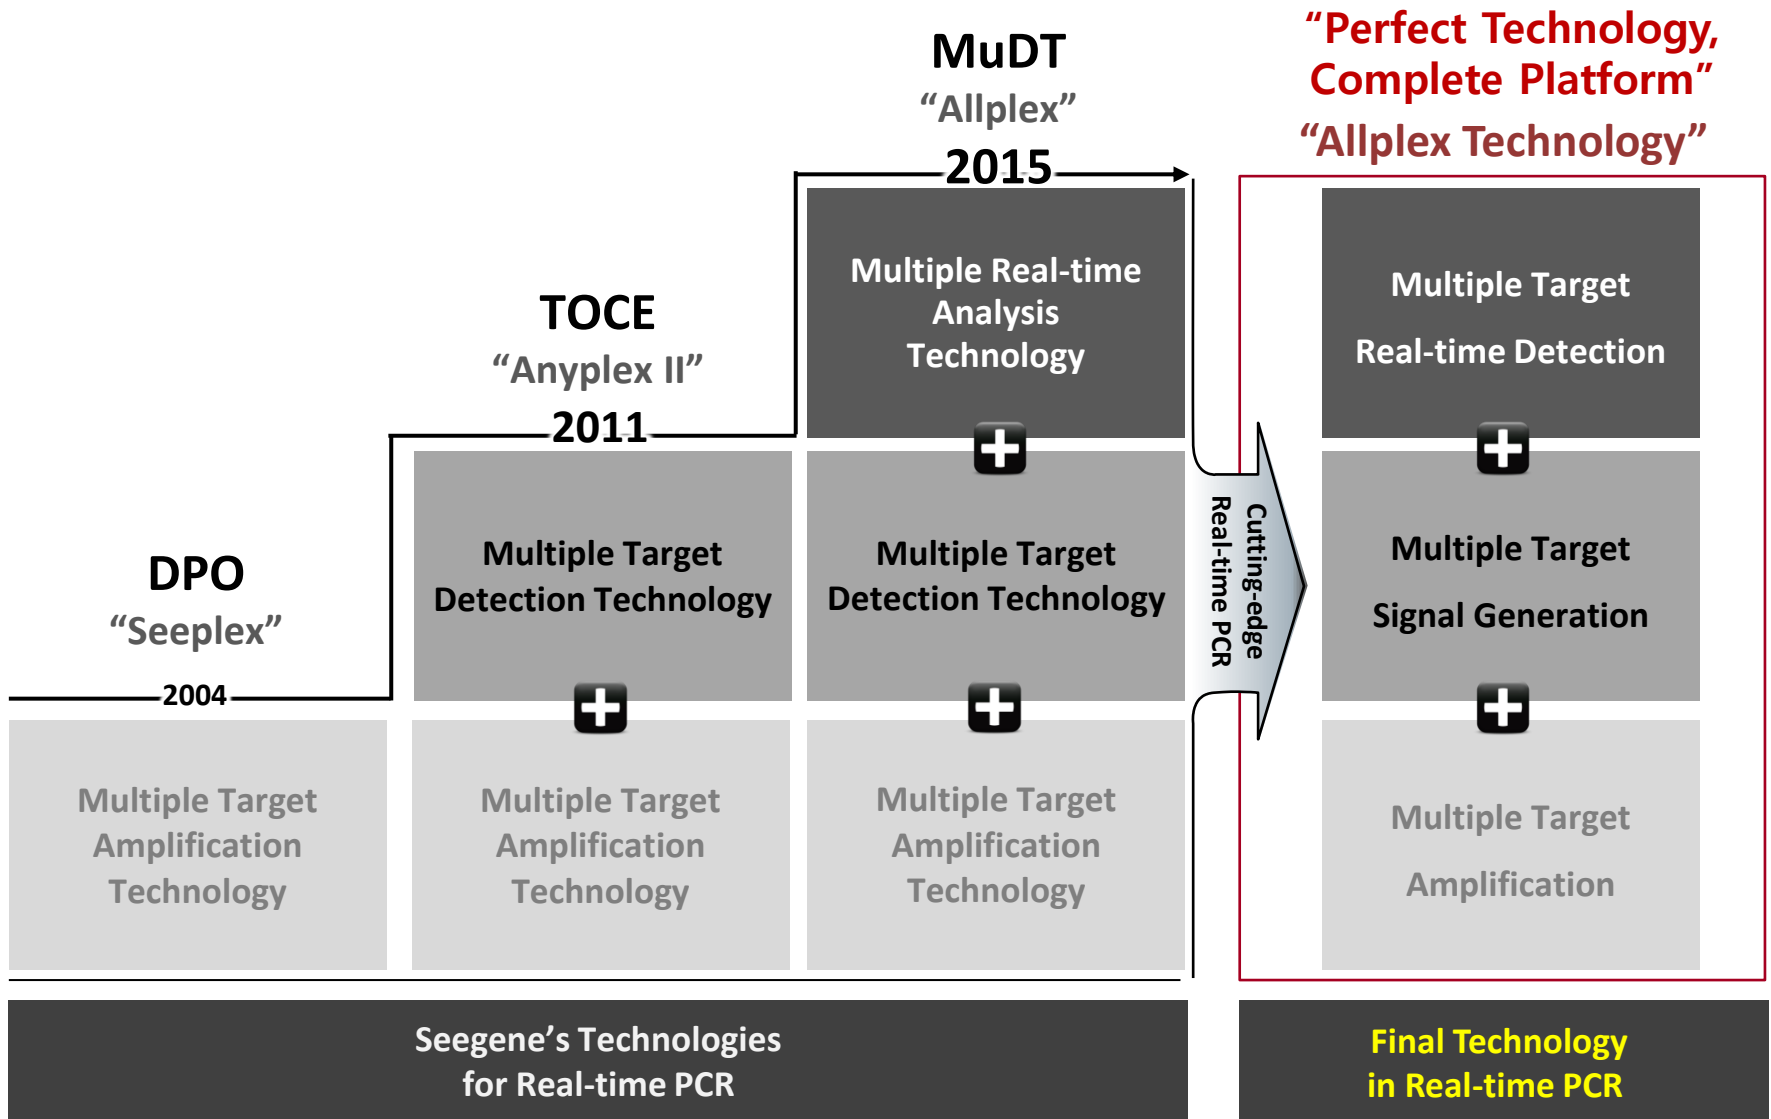 DPO
“Seeplex”
2004
Multiple Target
Amplification
Technology
TOCE
“Anyplex II”
2011
Multiple Target
Detection Technology
Multiple Target
Amplification
Technology
MuDT
“Allplex”
2015
Multiple Real-time
Analysis
Technology
Multiple Target
Detection Technology
Multiple Target
Amplification
Technology
Cutting-edge
Real-time PCR
“Perfect Technology,
Complete Platform”
“Allplex Technology”
Multiple Target
Real-time Detection
Multiple Target
Signal Generation
Multiple Target
Amplification
Seegene’s Technologies
for Real-time PCR
Final Technology
in Real-time PCR